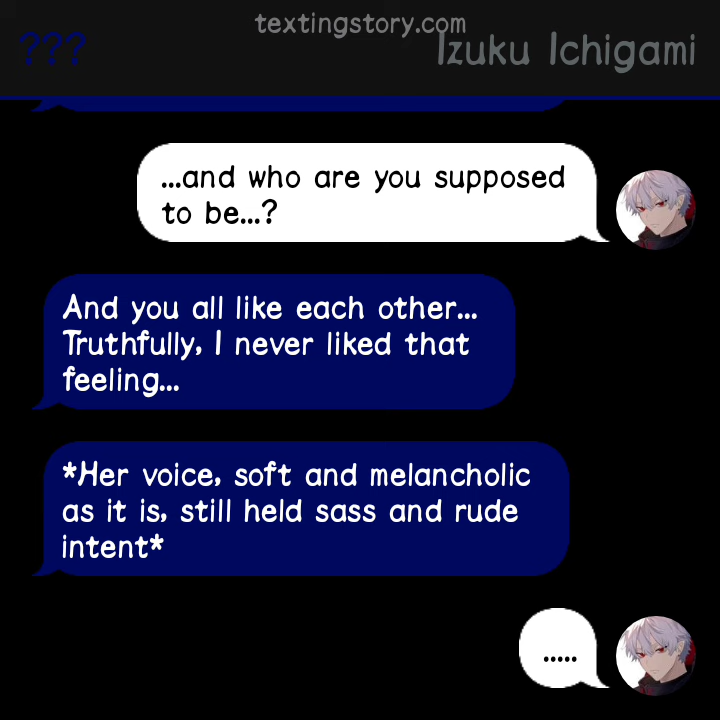 textingstory.com
???
Izuku Ichigami
...and who are you supposed
to be...?
And you all like each other...
Truthfully, I never liked that
feeling...
*Her voice, soft and melancholic
as it is, still held sass and rude
intent*
.....